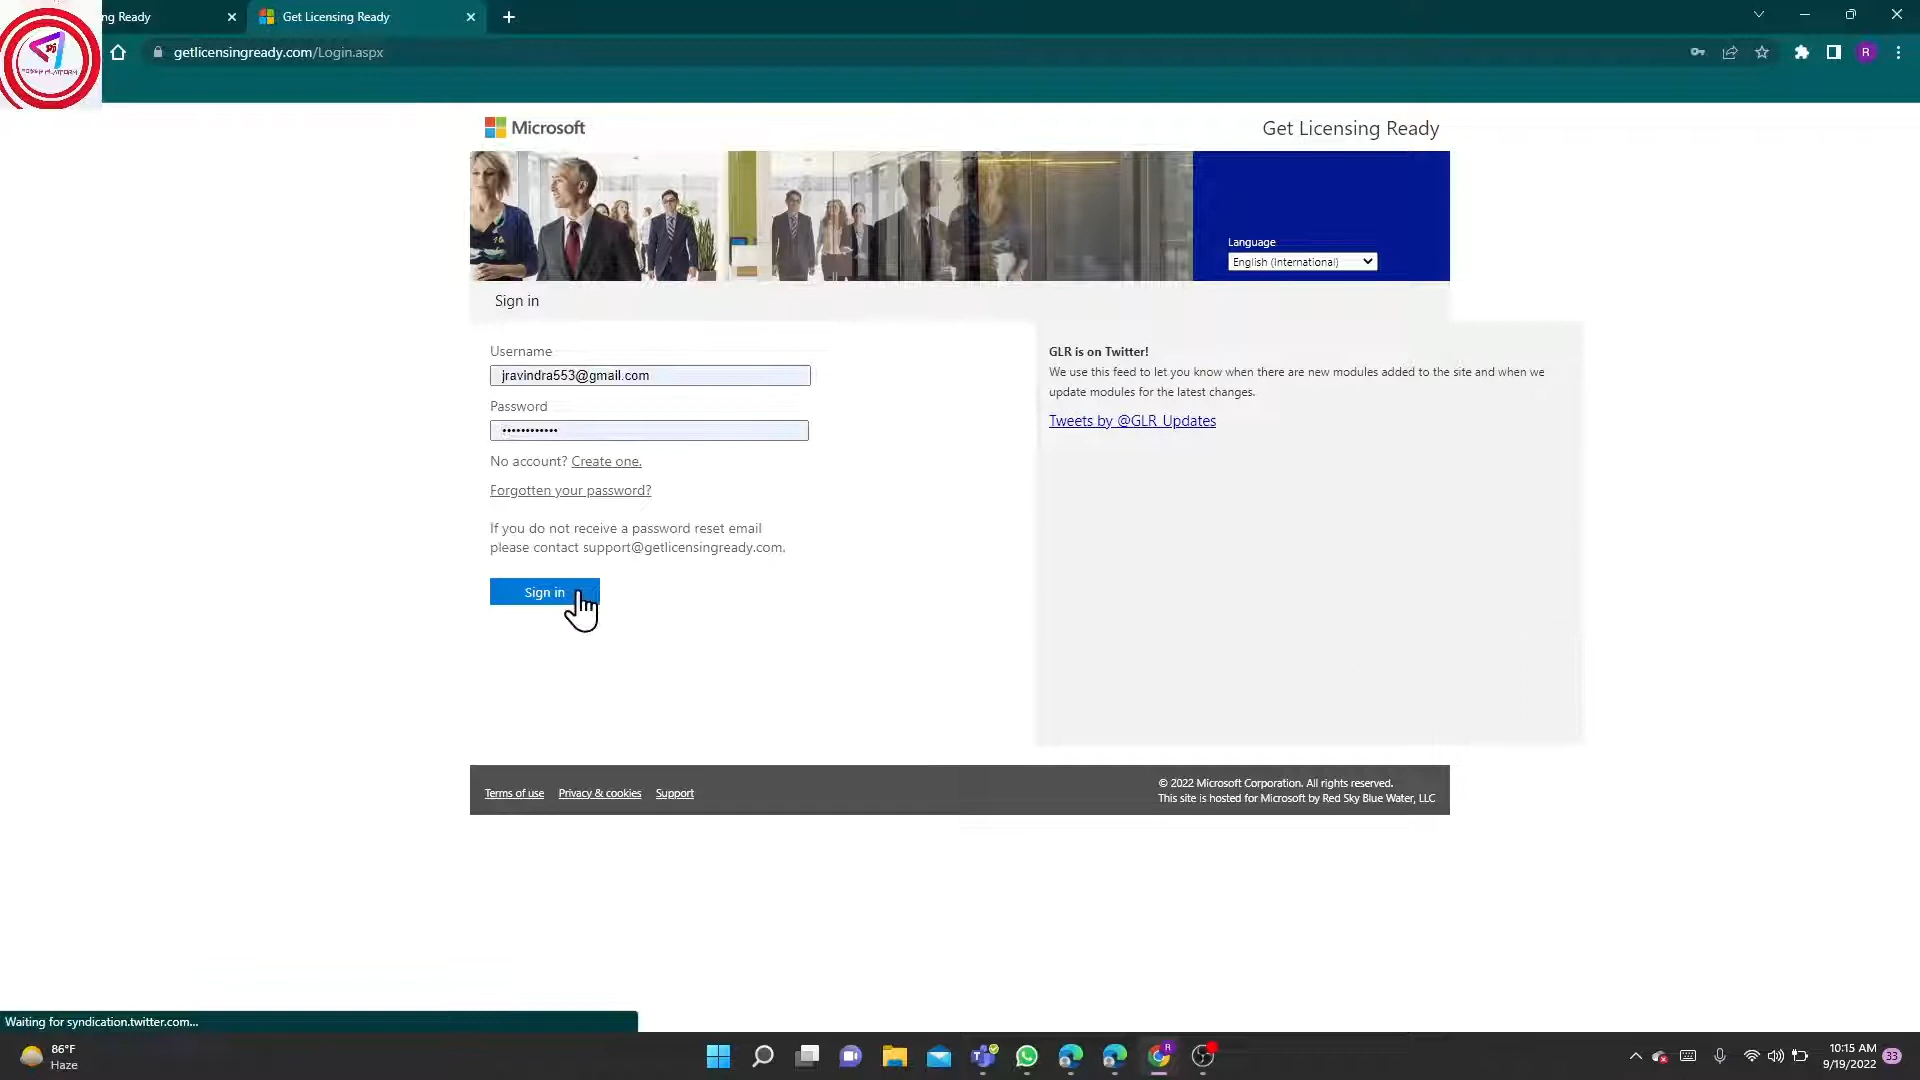 ng Ready
Get Licensing Ready
getlicensingready.com/Login.aspx
R
POWER PLATFORM
Microsoft
Get Licensing Ready
Language
English (International)
Sign in
Username
jravindra553@gmail.com
Password
••••••••••••
No account? Create one.
Forgotten your password?
If you do not receive a password reset email
please contact support@getlicensingready.com.
Sign in
GLR is on Twitter!
We use this feed to let you know when there are new modules added to the site and when we
update modules for the latest changes.
Tweets by @GLR_Updates
Terms of use Privacy & cookies Support
© 2022 Microsoft Corporation. All rights reserved.
This site is hosted for Microsoft by Red Sky Blue Water, LLC
Waiting for syndication.twitter.com...
86°F
Haze
R
10:15 AM
9/19/2022
33